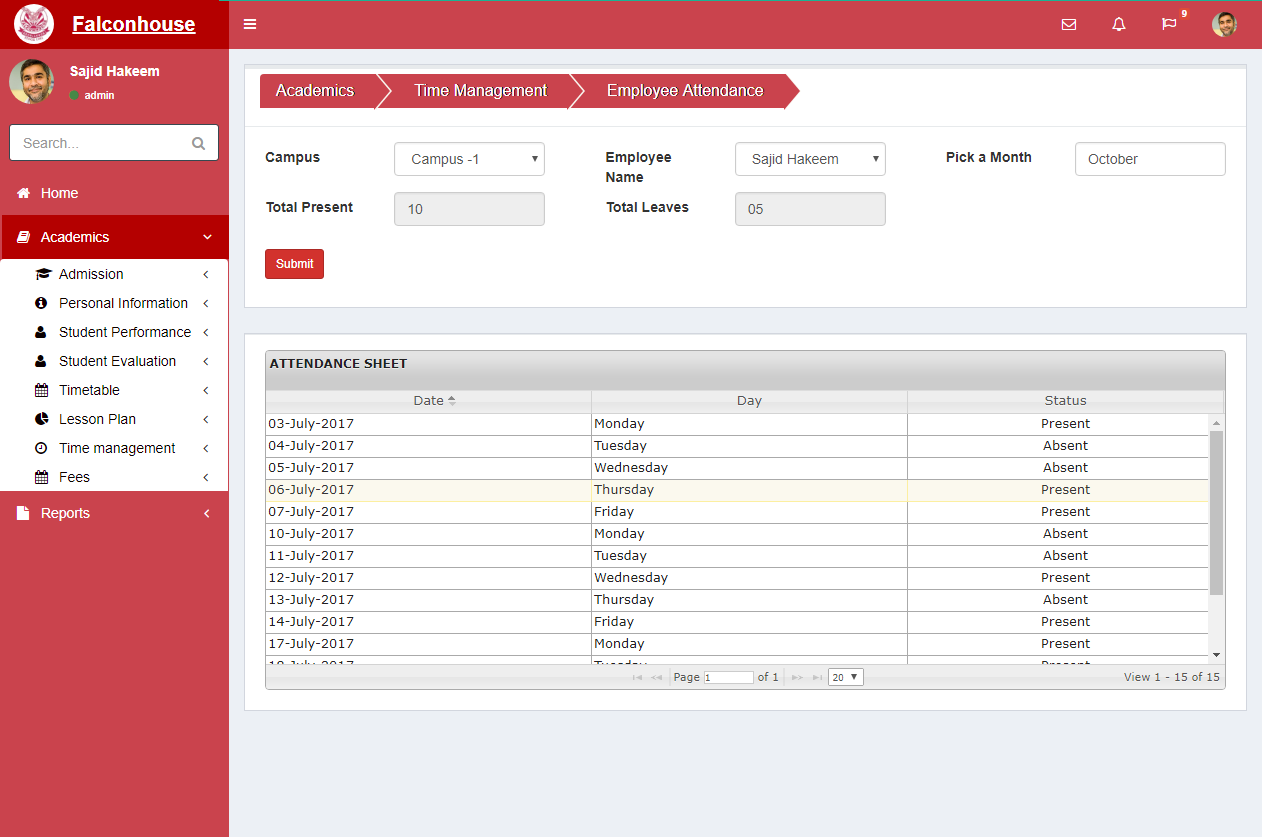 Falconhouse
9
Sajid Hakeem
admin
Search...
Home
Academics
Admission
Personal Information
Student Performance
Student Evaluation
Timetable
Lesson Plan
Time management
Fees
Reports
Academics Time Management Employee Attendance
Campus Campus -1 Employee Name Sajid Hakeem Pick a Month October
Total Present 10 Total Leaves 05
Submit
ATTENDANCE SHEET
Date Day Status
03-July-2017 Monday Present
04-July-2017 Tuesday Absent
05-July-2017 Wednesday Absent
06-July-2017 Thursday Present
07-July-2017 Friday Present
10-July-2017 Monday Absent
11-July-2017 Tuesday Absent
12-July-2017 Wednesday Present
13-July-2017 Thursday Absent
14-July-2017 Friday Present
17-July-2017 Monday Present
18-July-2017 Tuesday Present
Page 1 of 1 20 View 1 - 15 of 15